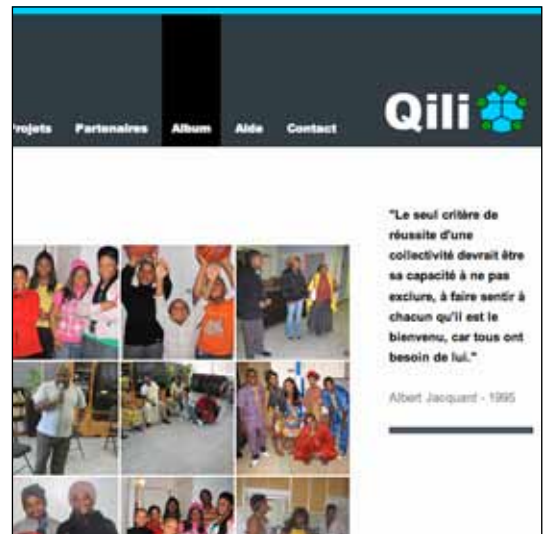 rojets Partenaires Album Aide Contact
Qili
"Le seul critère de
réussite d'une
collectivité devrait être
sa capacité à ne pas
exclure, à faire sentir à
chacun qu'il est le
bienvenu, car tous ont
besoin de lui."
Albert Jacquard - 1995